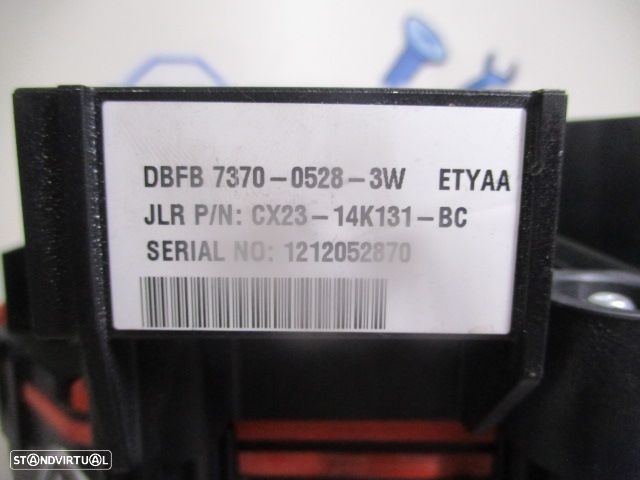 DBFB 7370-0528-3W ETYAA
JLR P/N: CX23-14K131-BC
SERIAL NO: 1212052870
STANDVIRTUAL